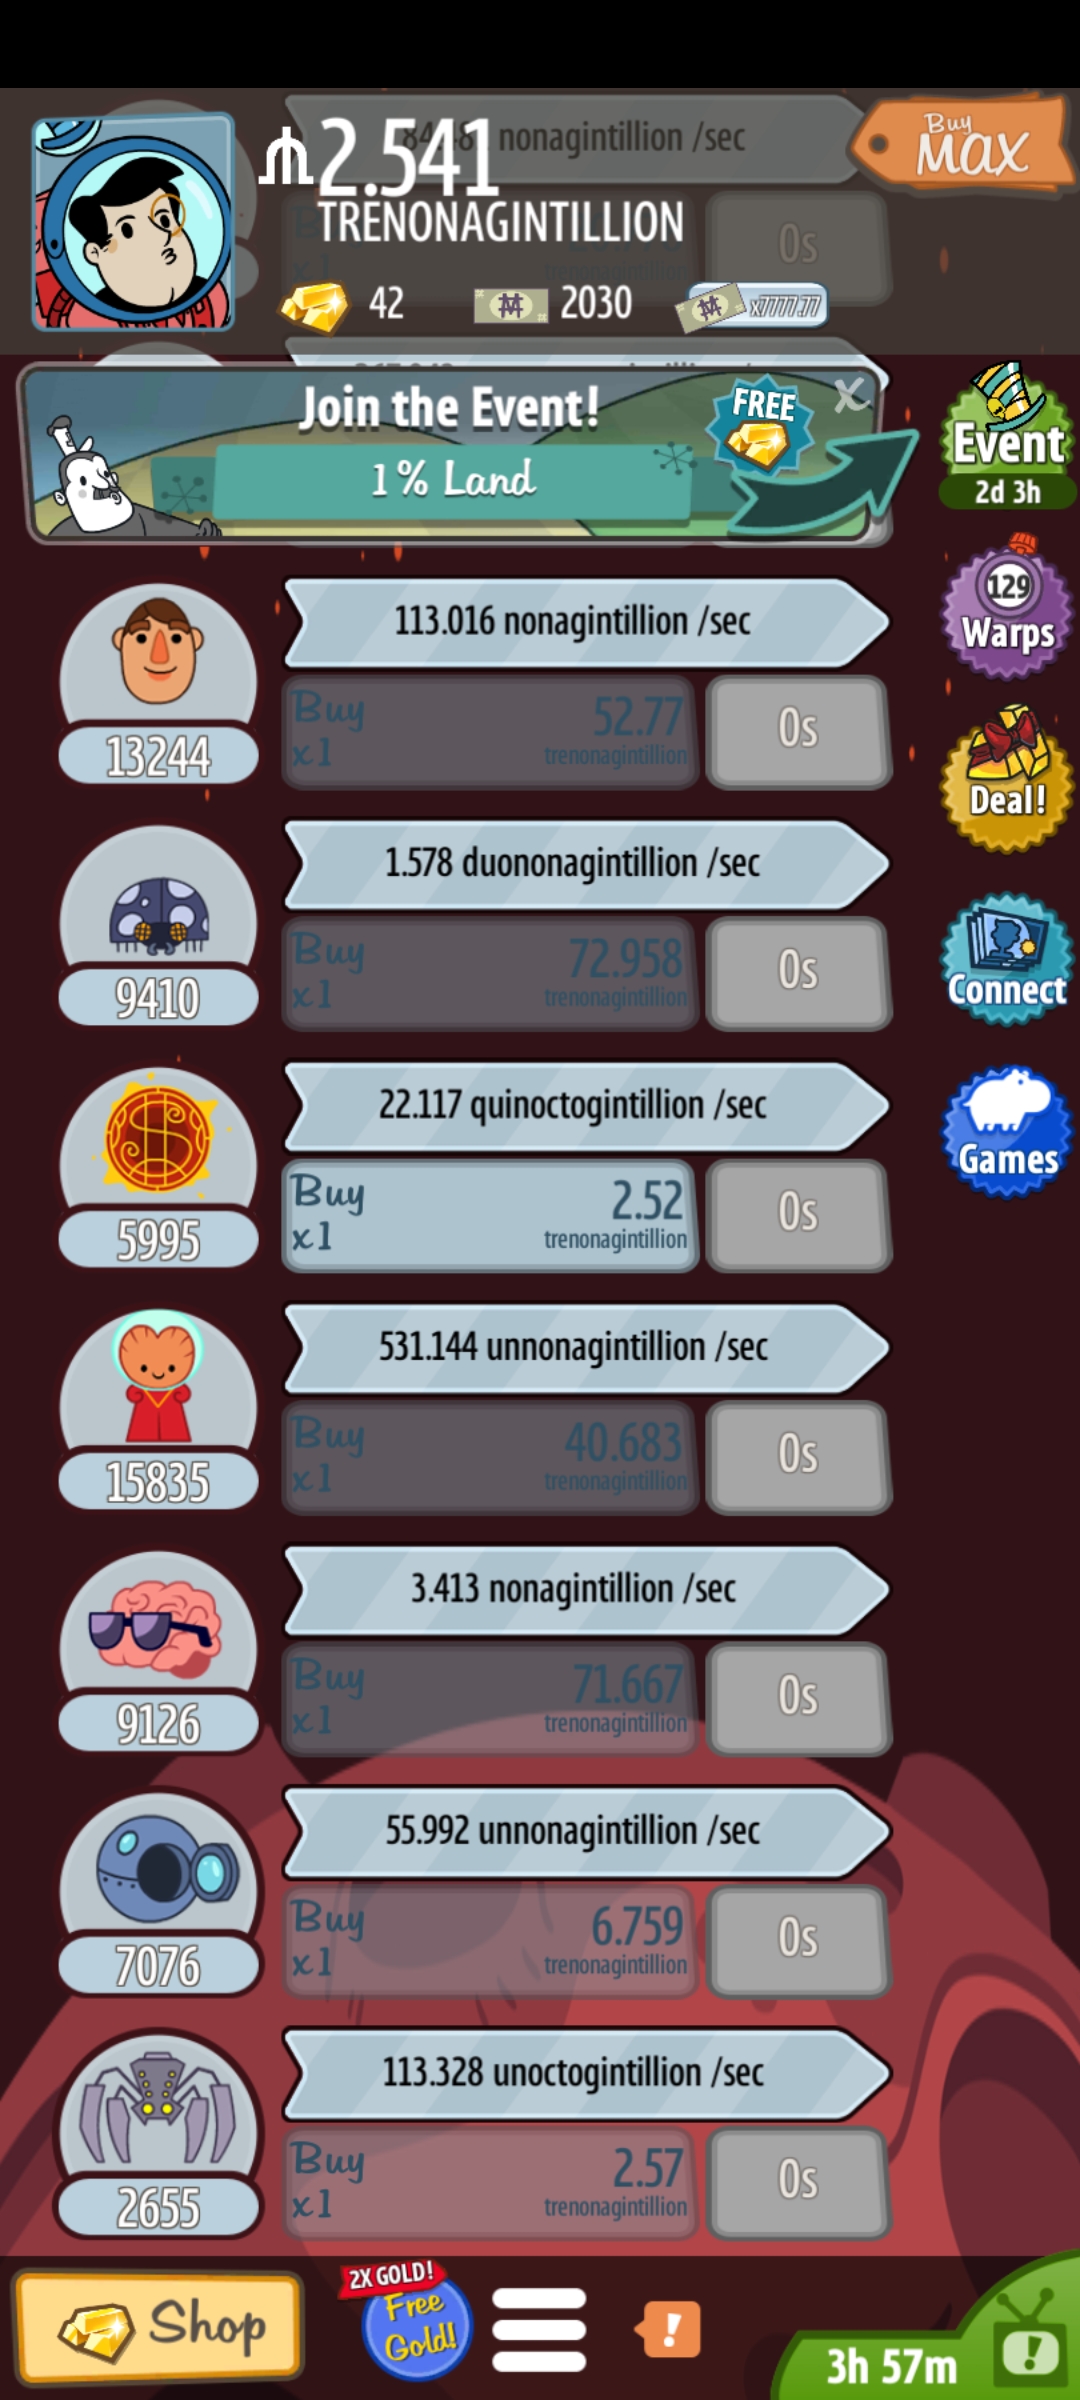 nonagintillion /sec
2.541
TRENONAGINTILLION
Buy
MAX
0s
x1
trenonagintillion
42
2030
x7777.77
Join the Event!
1% Land
FREE
X
Event
2d 3h
113.016 nonagintillion /sec
129
Warps
Buy
x1
52.77
trenonagintillion
0s
13244
Deal!
1.578 duononagintillion /sec
Buy
x1
72.958
trenonagintillion
0s
9410
Connect
22.117 quinoctogintillion /sec
Buy
x1
2.52
trenonagintillion
0s
5995
Games
531.144 unnonagintillion /sec
Buy
x1
40.683
trenonagintillion
0s
15835
3.413 nonagintillion /sec
Buy
x1
71.667
trenonagintillion
0s
9126
55.992 unnonagintillion /sec
Buy
x1
6.759
trenonagintillion
0s
7076
113.328 unoctogintillion /sec
Buy
x1
2.57
trenonagintillion
0s
2655
Shop
2X GOLD!
Free
Gold!
!
3h 57m
!